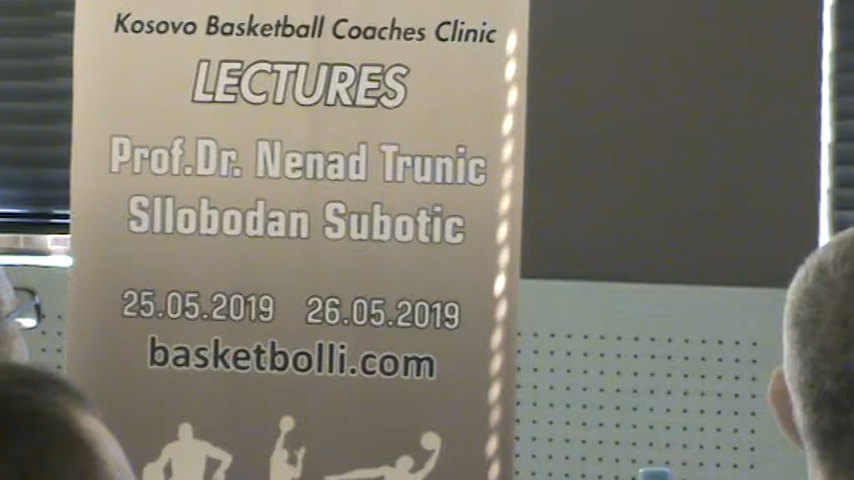 Kosovo Basketball Coaches Clinic
LECTURES
Prof.Dr. Nenad Trunic
Sllobodan Subotic
25.05.2019 26.05.2019
basketbolli.com